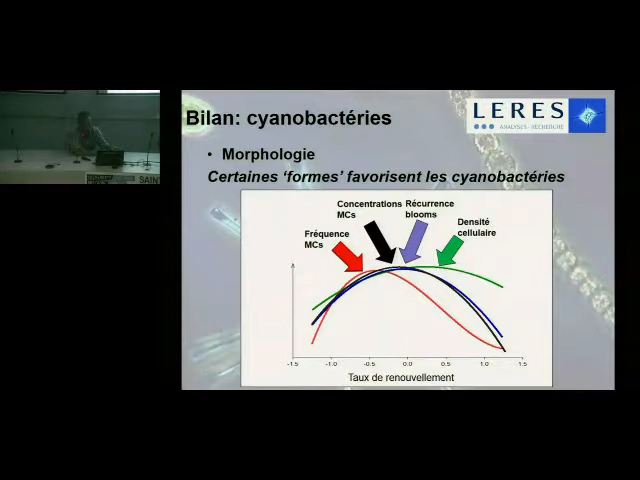 Bilan: cyanobactéries
LERES
ANALYSES - RECHERCHE
• Morphologie
Certaines ‘formes’ favorisent les cyanobactéries
Concentrations
MCs
Récurrence
blooms
Densité
cellulaire
Fréquence
MCs
-1.5 -1.0 -0.5 0.0 0.5 1.0 1.5
Taux de renouvellement
SAIN